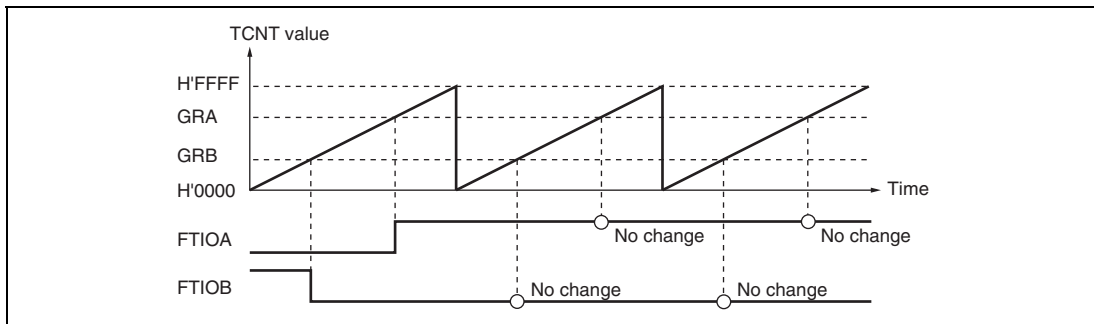 TCNT value
H'FFFF
GRA
GRB
H'0000
Time
FTIOA
No change
No change
FTIOB
No change
No change